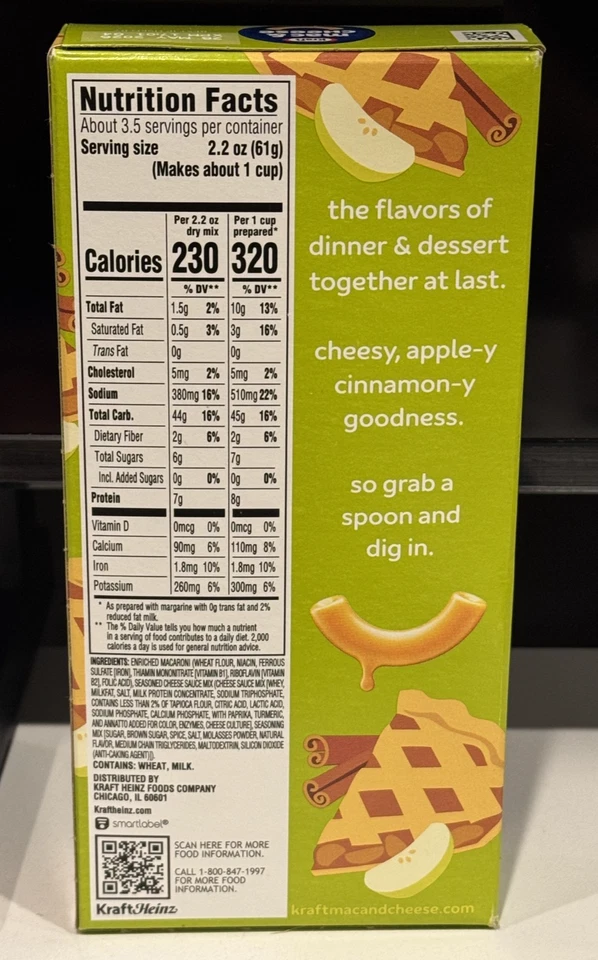 MAC &
CHEESE
Nutrition Facts
About 3.5 servings per container
Serving size 2.2 oz (61g)
(Makes about 1 cup)
Per 2.2 oz dry mix Per 1 cup prepared*
Calories 230 320
% DV** % DV**
Total Fat 1.5g 2% 10g 13%
Saturated Fat 0.5g 3% 3g 16%
Trans Fat 0g 0g
Cholesterol 5mg 2% 5mg 2%
Sodium 380mg 16% 510mg 22%
Total Carb. 44g 16% 45g 16%
Dietary Fiber 2g 6% 2g 6%
Total Sugars 6g 7g
Incl. Added Sugars 0g 0% 0g 0%
Protein 7g 8g
Vitamin D 0mcg 0% 0mcg 0%
Calcium 90mg 6% 110mg 8%
Iron 1.8mg 10% 1.8mg 10%
Potassium 260mg 6% 300mg 6%
* As prepared with margarine with 0g trans fat and 2%
reduced fat milk.
** The % Daily Value tells you how much a nutrient
in a serving of food contributes to a daily diet. 2,000
calories a day is used for general nutrition advice.
INGREDIENTS: ENRICHED MACARONI (WHEAT FLOUR, NIACIN, FERROUS
SULFATE [IRON], THIAMIN MONONITRATE [VITAMIN B1], RIBOFLAVIN [VITAMIN
B2], FOLIC ACID), SEASONED CHEESE SAUCE MIX (CHEESE SAUCE MIX [WHEY,
MILKFAT, SALT, MILK PROTEIN CONCENTRATE, SODIUM TRIPHOSPHATE,
CONTAINS LESS THAN 2% OF TAPIOCA FLOUR, CITRIC ACID, LACTIC ACID,
SODIUM PHOSPHATE, CALCIUM PHOSPHATE, WITH PAPRIKA, TURMERIC,
AND ANNATTO ADDED FOR COLOR, ENZYMES, CHEESE CULTURE], SEASONING
MIX [SUGAR, BROWN SUGAR, SPICE, SALT, MOLASSES POWDER, NATURAL
FLAVOR, MEDIUM CHAIN TRIGLYCERIDES, MALTODEXTRIN, SILICON DIOXIDE
(ANTI-CAKING AGENT)]).
CONTAINS: WHEAT, MILK.
DISTRIBUTED BY
KRAFT HEINZ FOODS COMPANY
CHICAGO, IL 60601
Kraftheinz.com
smartlabel®
SCAN HERE FOR MORE
FOOD INFORMATION.
CALL 1-800-847-1997
FOR MORE FOOD
INFORMATION.
KraftHeinz
the flavors of
dinner & dessert
together at last.
cheesy, apple-y
cinnamon-y
goodness.
so grab a
spoon and
dig in.
kraftmacandcheese.com